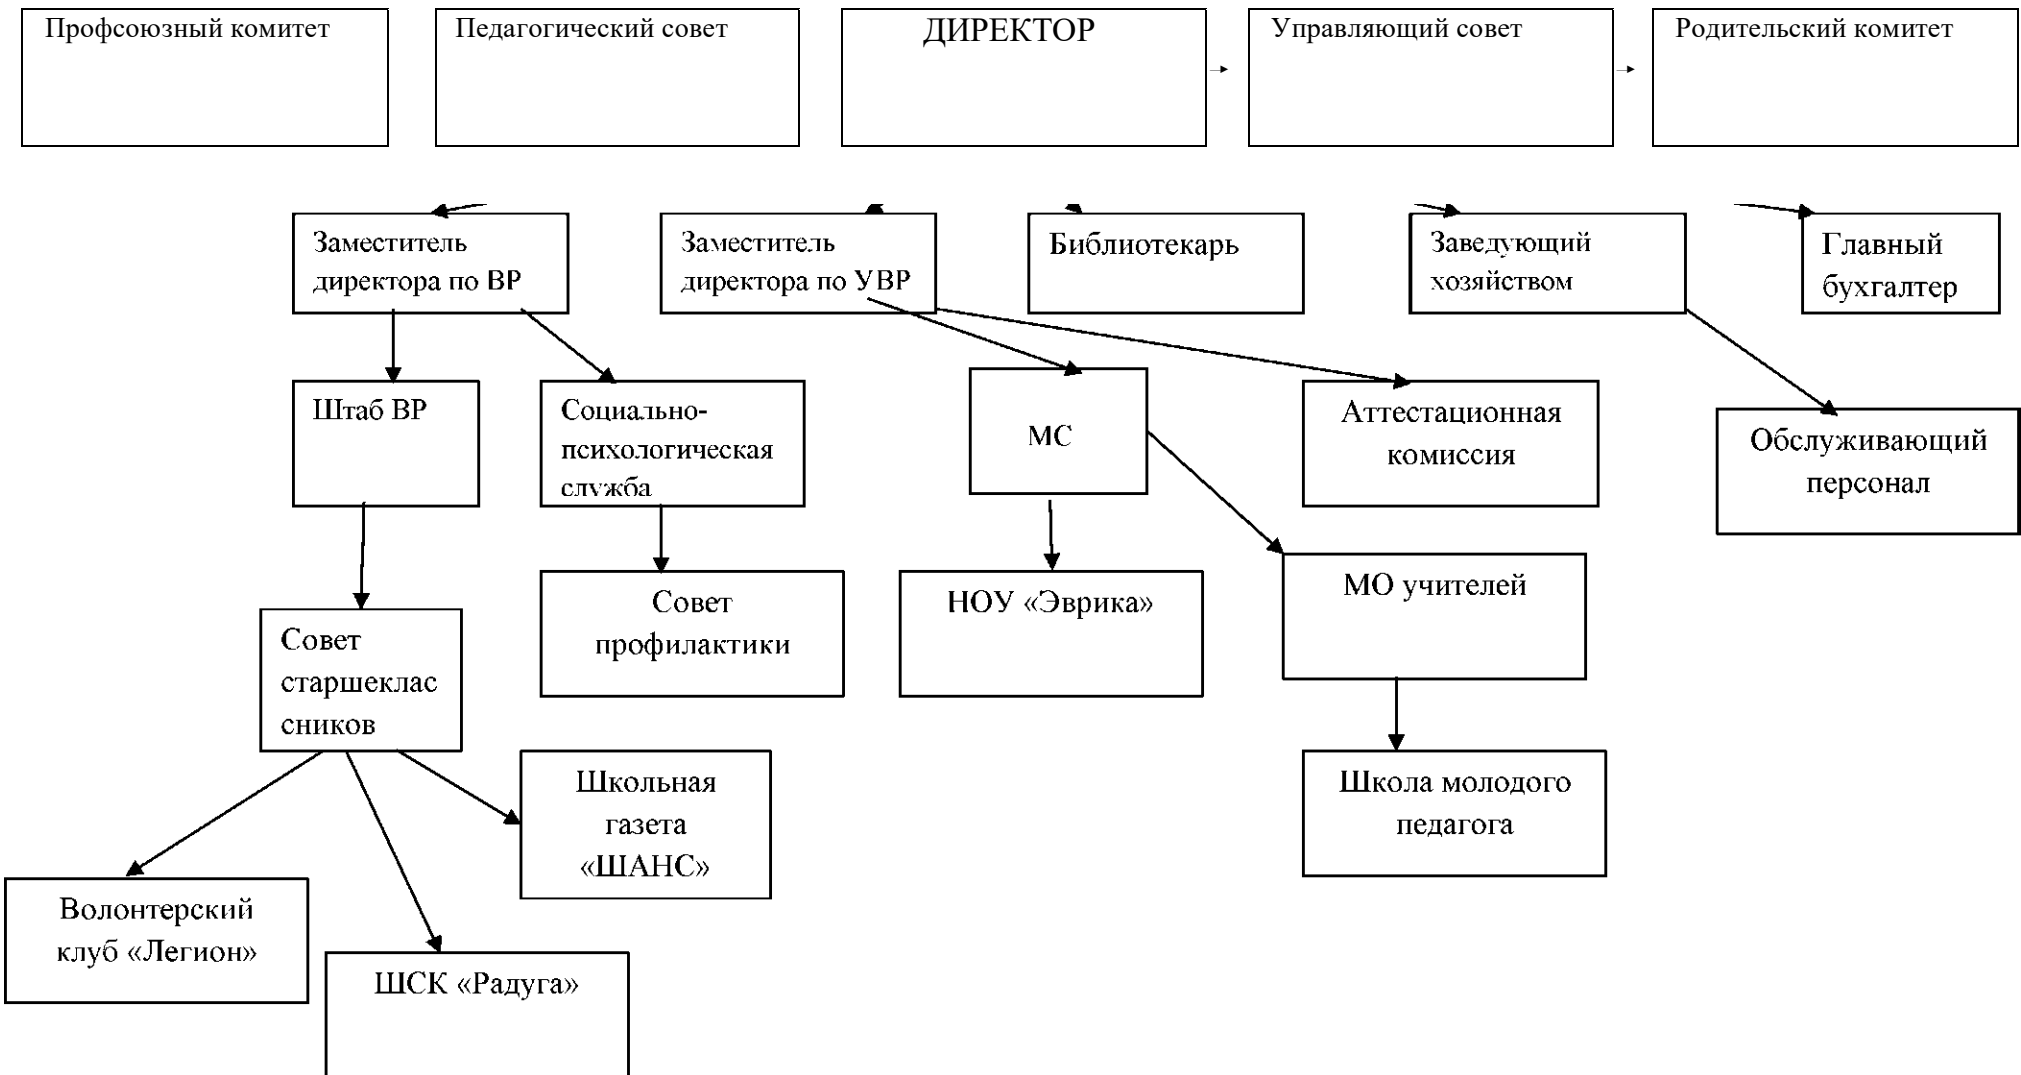 Профсоюзный комитет
Педагогический совет
ДИРЕКТОР
Управляющий совет
Родительский комитет
Заместитель
директора по ВР
Заместитель
директора по УВР
Библиотекарь
Заведующий
хозяйством
Главный
бухгалтер
Штаб ВР
Социально-
психологическая
служба
МС
Аттестационная
комиссия
Обслуживающий
персонал
Совет
старшеклас
сников
Совет
профилактики
НОУ «Эврика»
МО учителей
Школьная
газета
«ШАНС»
Школа молодого
педагога
Волонтерский
клуб «Легион»
ШСК «Радуга»